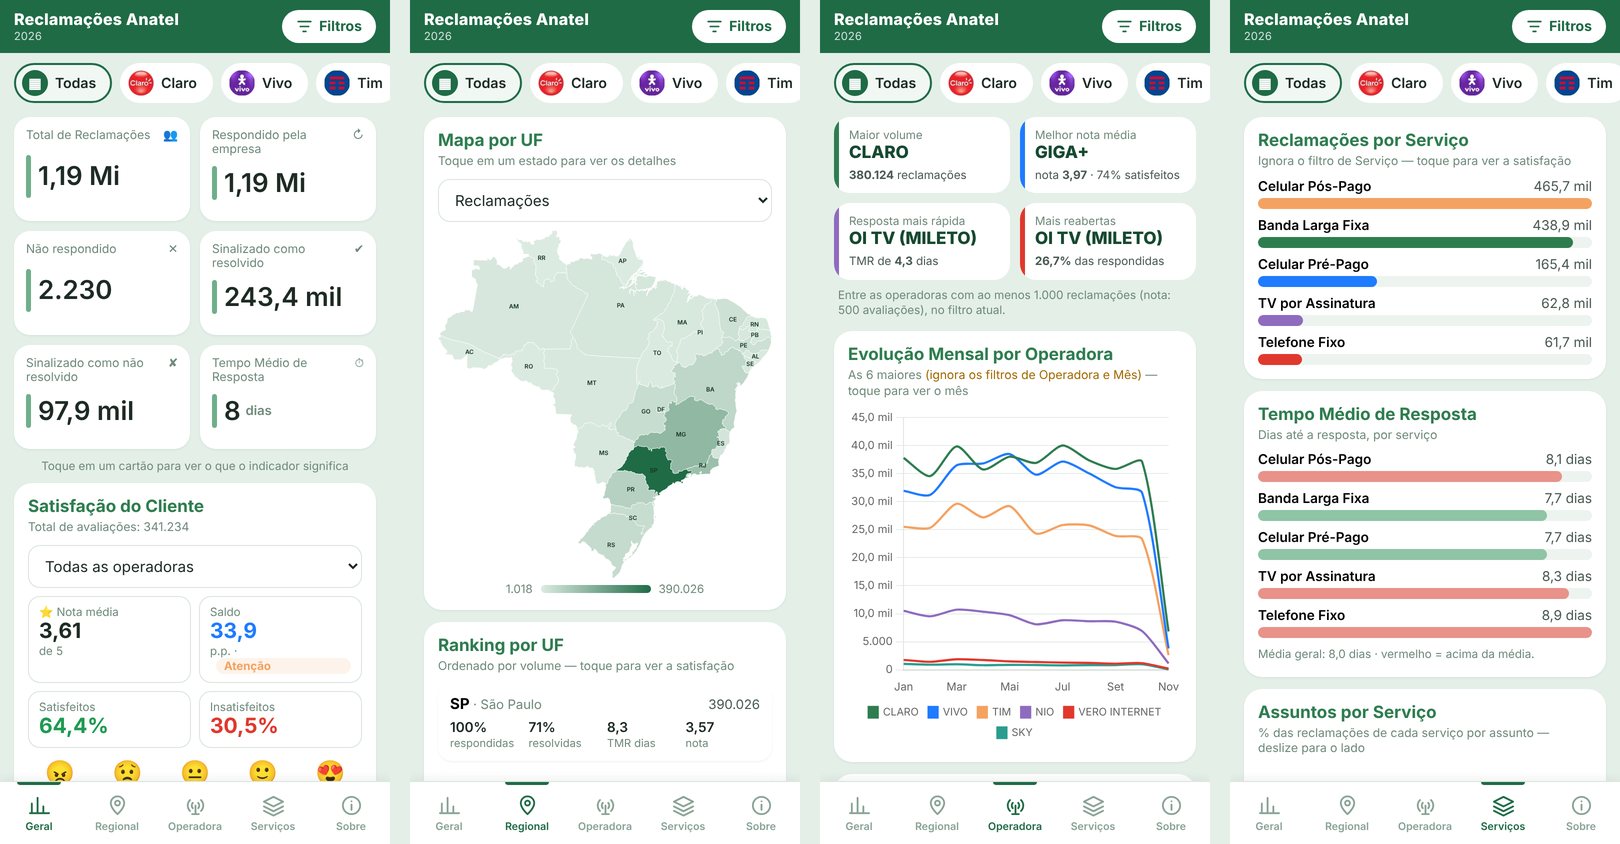 Reclamações Anatel
2026
Filtros
Todas
Claro
Claro
vivo
Vivo
Tim
Total de Reclamações
1,19 Mi
Respondido pela
empresa
1,19 Mi
Não respondido
2.230
Sinalizado como
resolvido
243,4 mil
Sinalizado como não
resolvido
97,9 mil
Tempo Médio de
Resposta
8 dias
Toque em um cartão para ver o que o indicador significa
Satisfação do Cliente
Total de avaliações: 341.234
Todas as operadoras
Nota média
3,61
de 5
Saldo
33,9
p.p. ·
Atenção
Satisfeitos
64,4%
Insatisfeitos
30,5%
Geral
Regional
Operadora
Serviços
Sobre
Reclamações Anatel
2026
Filtros
Todas
Claro
Claro
vivo
Vivo
Tim
Mapa por UF
Toque em um estado para ver os detalhes
Reclamações
RR
AP
AM
PA
MA
CE
RN
PB
PI
PE
AL
SE
AC
TO
RO
MT
BA
GO
DF
MG
ES
MS
SP
RJ
PR
SC
RS
1.018
390.026
Ranking por UF
Ordenado por volume — toque para ver a satisfação
SP · São Paulo
390.026
100%
respondidas
71%
resolvidas
8,3
TMR dias
3,57
nota
Geral
Regional
Operadora
Serviços
Sobre
Reclamações Anatel
2026
Filtros
Todas
Claro
Claro
vivo
Vivo
Tim
Maior volume
CLARO
380.124 reclamações
Melhor nota média
GIGA+
nota 3,97 · 74% satisfeitos
Resposta mais rápida
OI TV (MILETO)
TMR de 4,3 dias
Mais reabertas
OI TV (MILETO)
26,7% das respondidas
Entre as operadoras com ao menos 1.000 reclamações (nota:
500 avaliações), no filtro atual.
Evolução Mensal por Operadora
As 6 maiores (ignora os filtros de Operadora e Mês) —
toque para ver o mês
45,0 mil
40,0 mil
35,0 mil
30,0 mil
25,0 mil
20,0 mil
15,0 mil
10,0 mil
5.000
0
Jan
Mar
Mai
Jul
Set
Nov
CLARO
VIVO
TIM
NIO
VERO INTERNET
SKY
Geral
Regional
Operadora
Serviços
Sobre
Reclamações Anatel
2026
Filtros
Todas
Claro
Claro
vivo
Vivo
Tim
Reclamações por Serviço
Ignora o filtro de Serviço — toque para ver a satisfação
Celular Pós-Pago
465,7 mil
Banda Larga Fixa
438,9 mil
Celular Pré-Pago
165,4 mil
TV por Assinatura
62,8 mil
Telefone Fixo
61,7 mil
Tempo Médio de Resposta
Dias até a resposta, por serviço
Celular Pós-Pago
8,1 dias
Banda Larga Fixa
7,7 dias
Celular Pré-Pago
7,7 dias
TV por Assinatura
8,3 dias
Telefone Fixo
8,9 dias
Média geral: 8,0 dias · vermelho = acima da média.
Assuntos por Serviço
% das reclamações de cada serviço por assunto —
deslize para o lado
Geral
Regional
Operadora
Serviços
Sobre